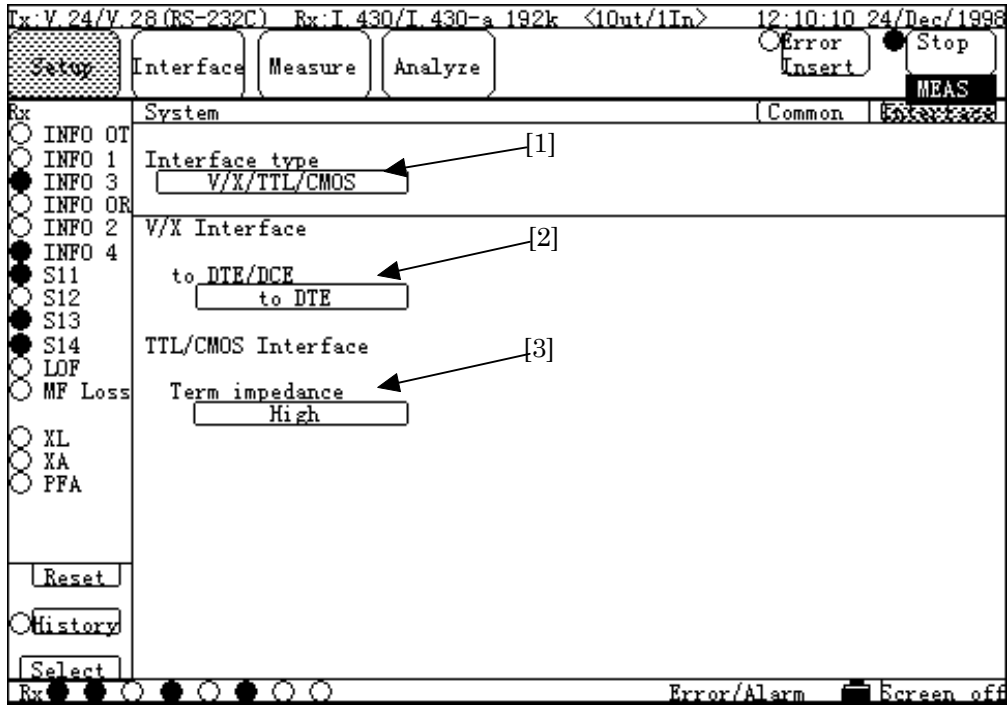 Tx:V.24/V.28(RS-232C) Rx:I.430/I.430-a 192k <1Out/1In> 12:10:10 24/Dec/1998
Setup Interface Measure Analyze Error Insert Stop
MEAS
Rx System Common Interface
INFO 0T
INFO 1
INFO 3
INFO 0R
INFO 2
INFO 4
S11
S12
S13
S14
LOF
MF Loss
XL
XA
PFA
Reset
History
Select
Interface type [1]
V/X/TTL/CMOS
V/X Interface
[2]
to DTE/DCE
to DTE
TTL/CMOS Interface [3]
Term impedance
High
Rx Error/Alarm Screen off